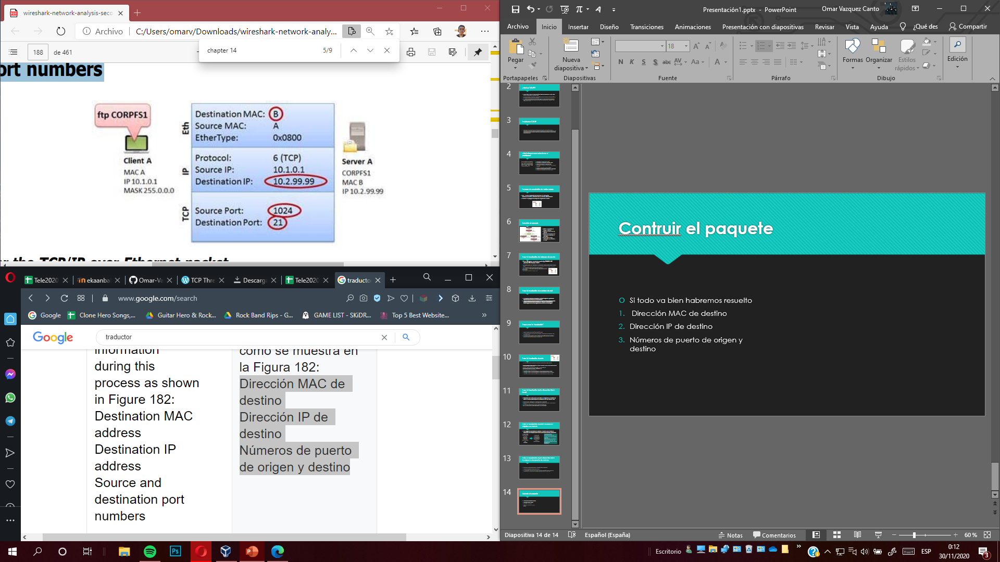 wireshark-network-analysis-seco
Archivo
C:/Users/omarv/Downloads/wireshark-network-analy...
188
de 461
chapter 14
5/9
ort numbers
ftp CORPFS1
Client A
MAC A
IP 10.1.0.1
MASK 255.0.0.0
Eth
Destination MAC: B
Source MAC: A
EtherType: 0x0800
IP
Protocol: 6 (TCP)
Source IP: 10.1.0.1
Destination IP: 10.2.99.99
TCP
Source Port: 1024
Destination Port: 21
Server A
CORPFS1
MAC B
IP 10.2.99.99
Tele2020
ekaanba
Omar-Va
TCP Thre
Descarga
Tele2020
traducto
www.google.com/search
Google
Clone Hero Songs,...
Guitar Hero & Rock...
Rock Band Rips - G...
GAME LIST - SKiDR...
Top 5 Best Website...
»
Google
traductor
information
during this
process as shown
in Figure 182:
Destination MAC
address
Destination IP
address
Source and
destination port
numbers
como se muestra en
la Figura 182:
Dirección MAC de
destino
Dirección IP de
destino
Números de puerto
de origen y destino
Presentación1.pptx - PowerPoint
Omar Vazquez Canto
Archivo
Inicio
Insertar
Diseño
Transiciones
Animaciones
Presentación con diapositivas
Revisar
Vista
Ayuda
¿Qué des
Compartir
Pegar
Nueva
diapositiva
18
N K S S abc AV Aa A
Formas
Organizar
Estilos
rápidos
Edición
Portapapeles
Diapositivas
Fuente
Párrafo
Dibujo
2
3
4
5
6
7
8
9
10
11
12
13
14
Contruir el paquete
Si todo va bien habremos resuelto
1. Dirección MAC de destino
2. Dirección IP de destino
3. Números de puerto de origen y
destino
Diapositiva 14 de 14
Español (España)
Notas
Comentarios
60 %
Ps
Escritorio
»
ESP
0:12
30/11/2020
3